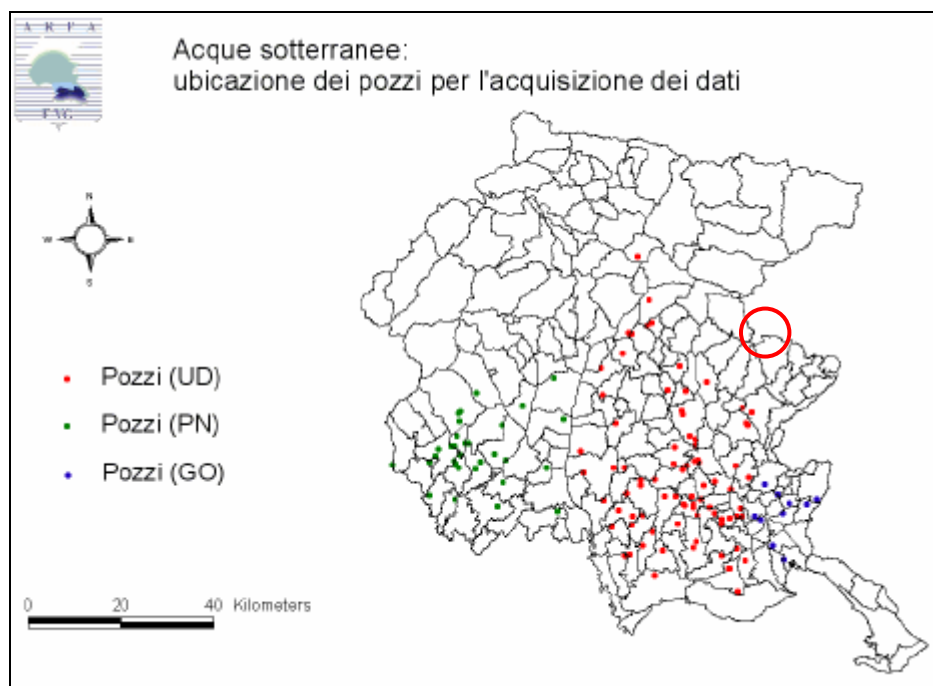 A R P A
FVG
Acque sotterranee:
ubicazione dei pozzi per l'acquisizione dei dati
N
W E
S
Pozzi (UD)
Pozzi (PN)
Pozzi (GO)
0 20 40 Kilometers